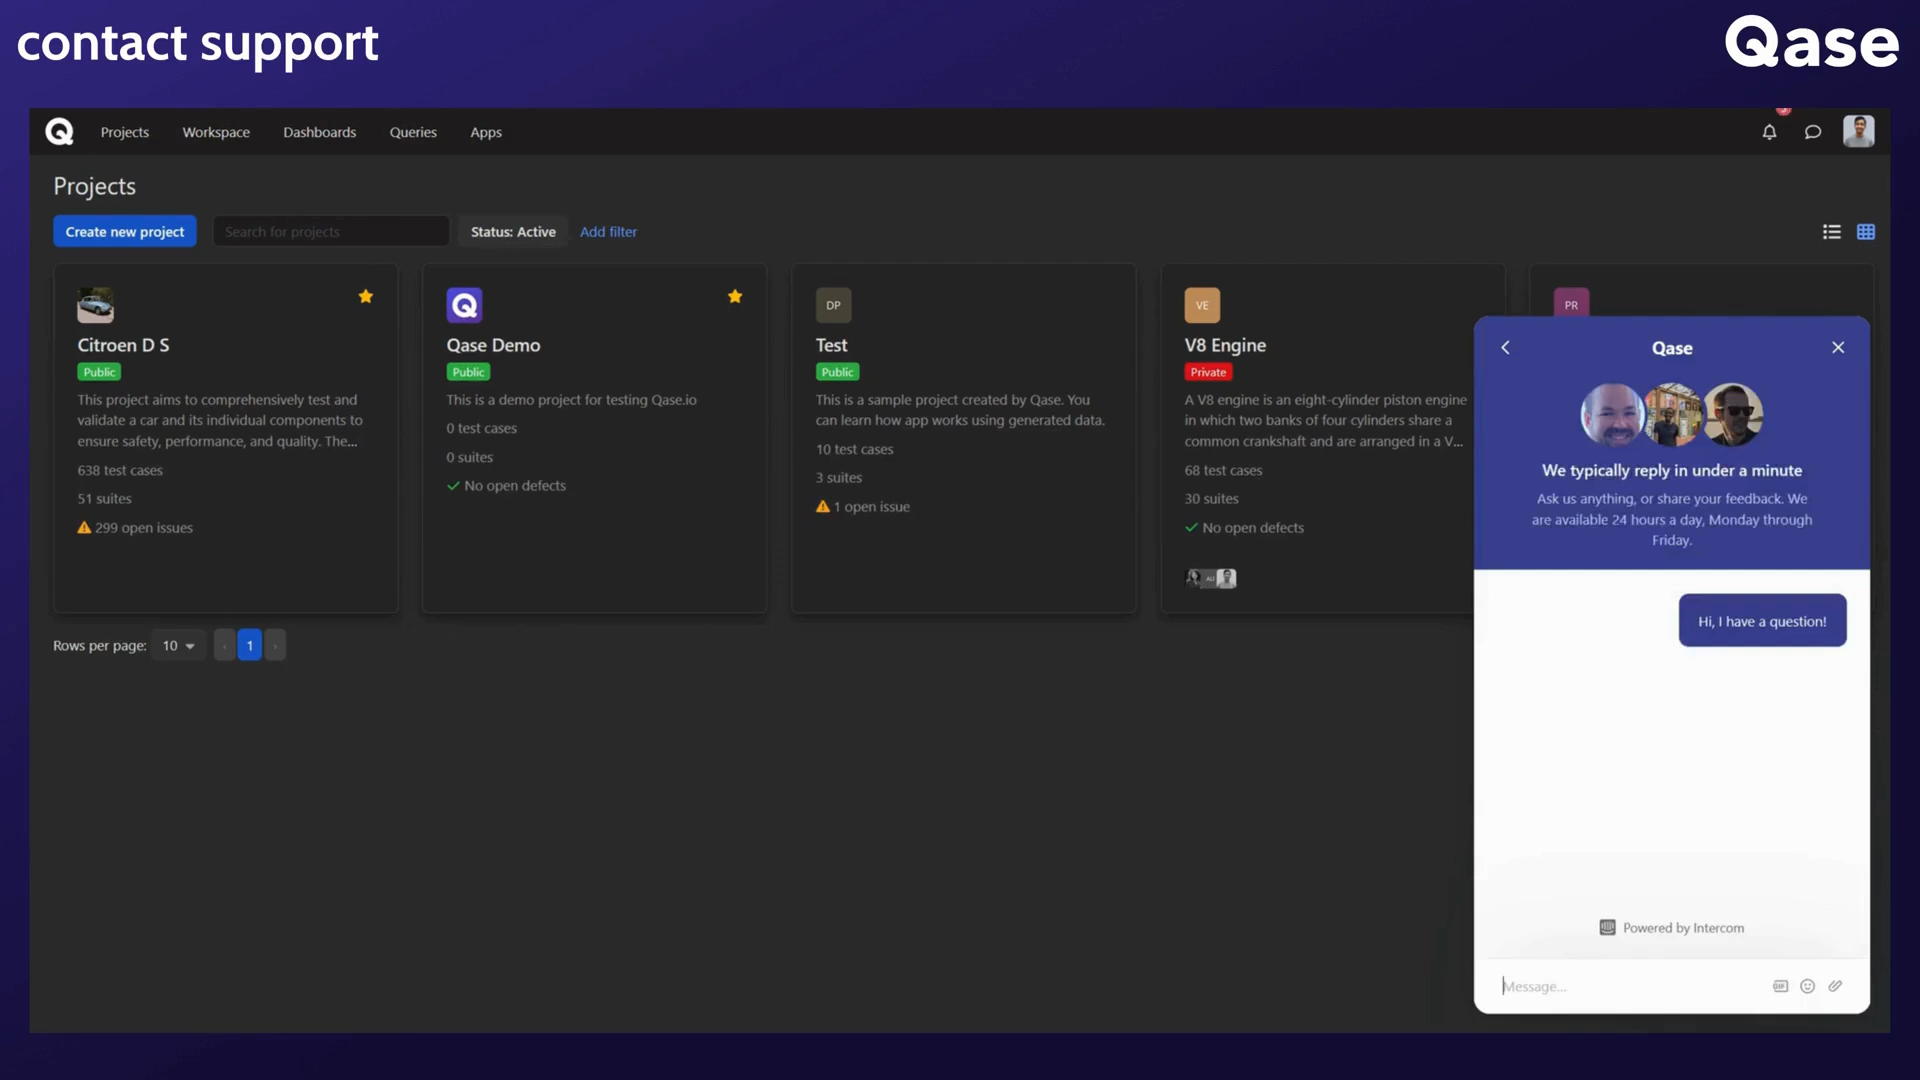 contact support
Qase
Projects
Workspace
Dashboards
Queries
Apps
Projects
Create new project
Search for projects
Status: Active
Add filter
Citroen D S
Public
This project aims to comprehensively test and
validate a car and its individual components to
ensure safety, performance, and quality. The...
638 test cases
51 suites
299 open issues
Qase Demo
Public
This is a demo project for testing Qase.io
0 test cases
0 suites
No open defects
DP
Test
Public
This is a sample project created by Qase. You
can learn how app works using generated data.
10 test cases
3 suites
1 open issue
VE
V8 Engine
Private
A V8 engine is an eight-cylinder piston engine
in which two banks of four cylinders share a
common crankshaft and are arranged in a V...
68 test cases
30 suites
No open defects
PR
Rows per page: 10
1
Qase
We typically reply in under a minute
Ask us anything, or share your feedback. We
are available 24 hours a day, Monday through
Friday.
Hi, I have a question!
Powered by Intercom
Message...
GIF